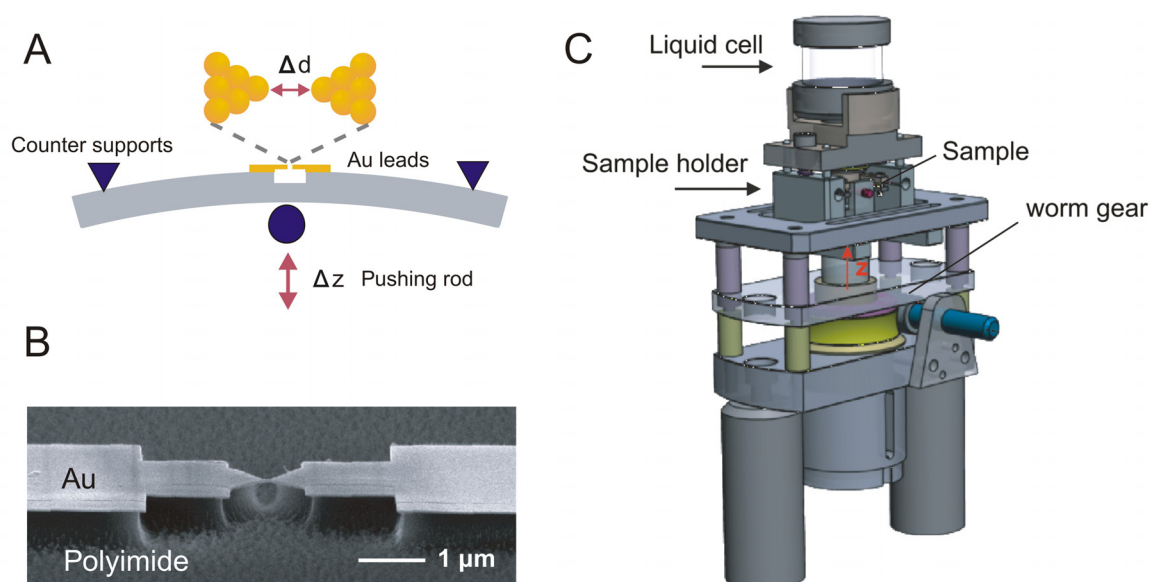 A
Δd
Counter supports
Au leads
Δz
Pushing rod
B
Au
Polyimide
1 µm
C
Liquid cell
Sample holder
Sample
worm gear
z